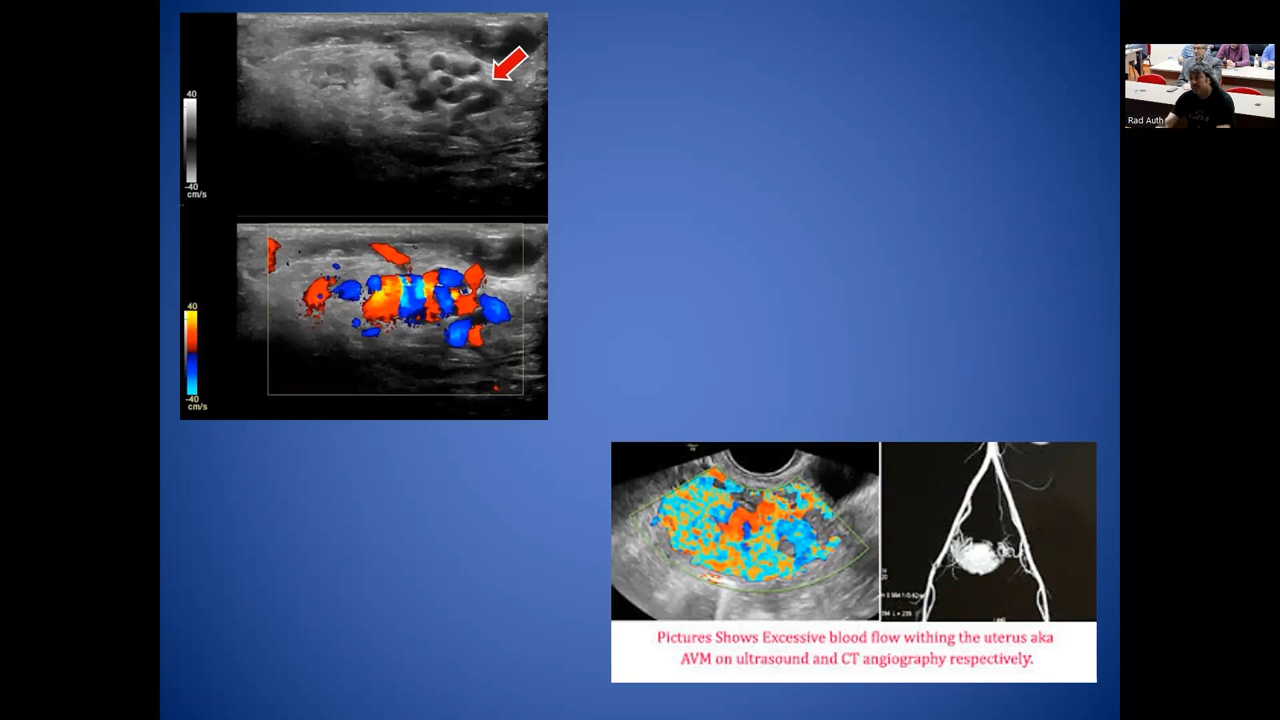 40
-40
cm/s
40
-40
cm/s
Rad Auth
Pictures Shows Excessive blood flow withing the uterus aka
AVM on ultrasound and CT angiography respectively.